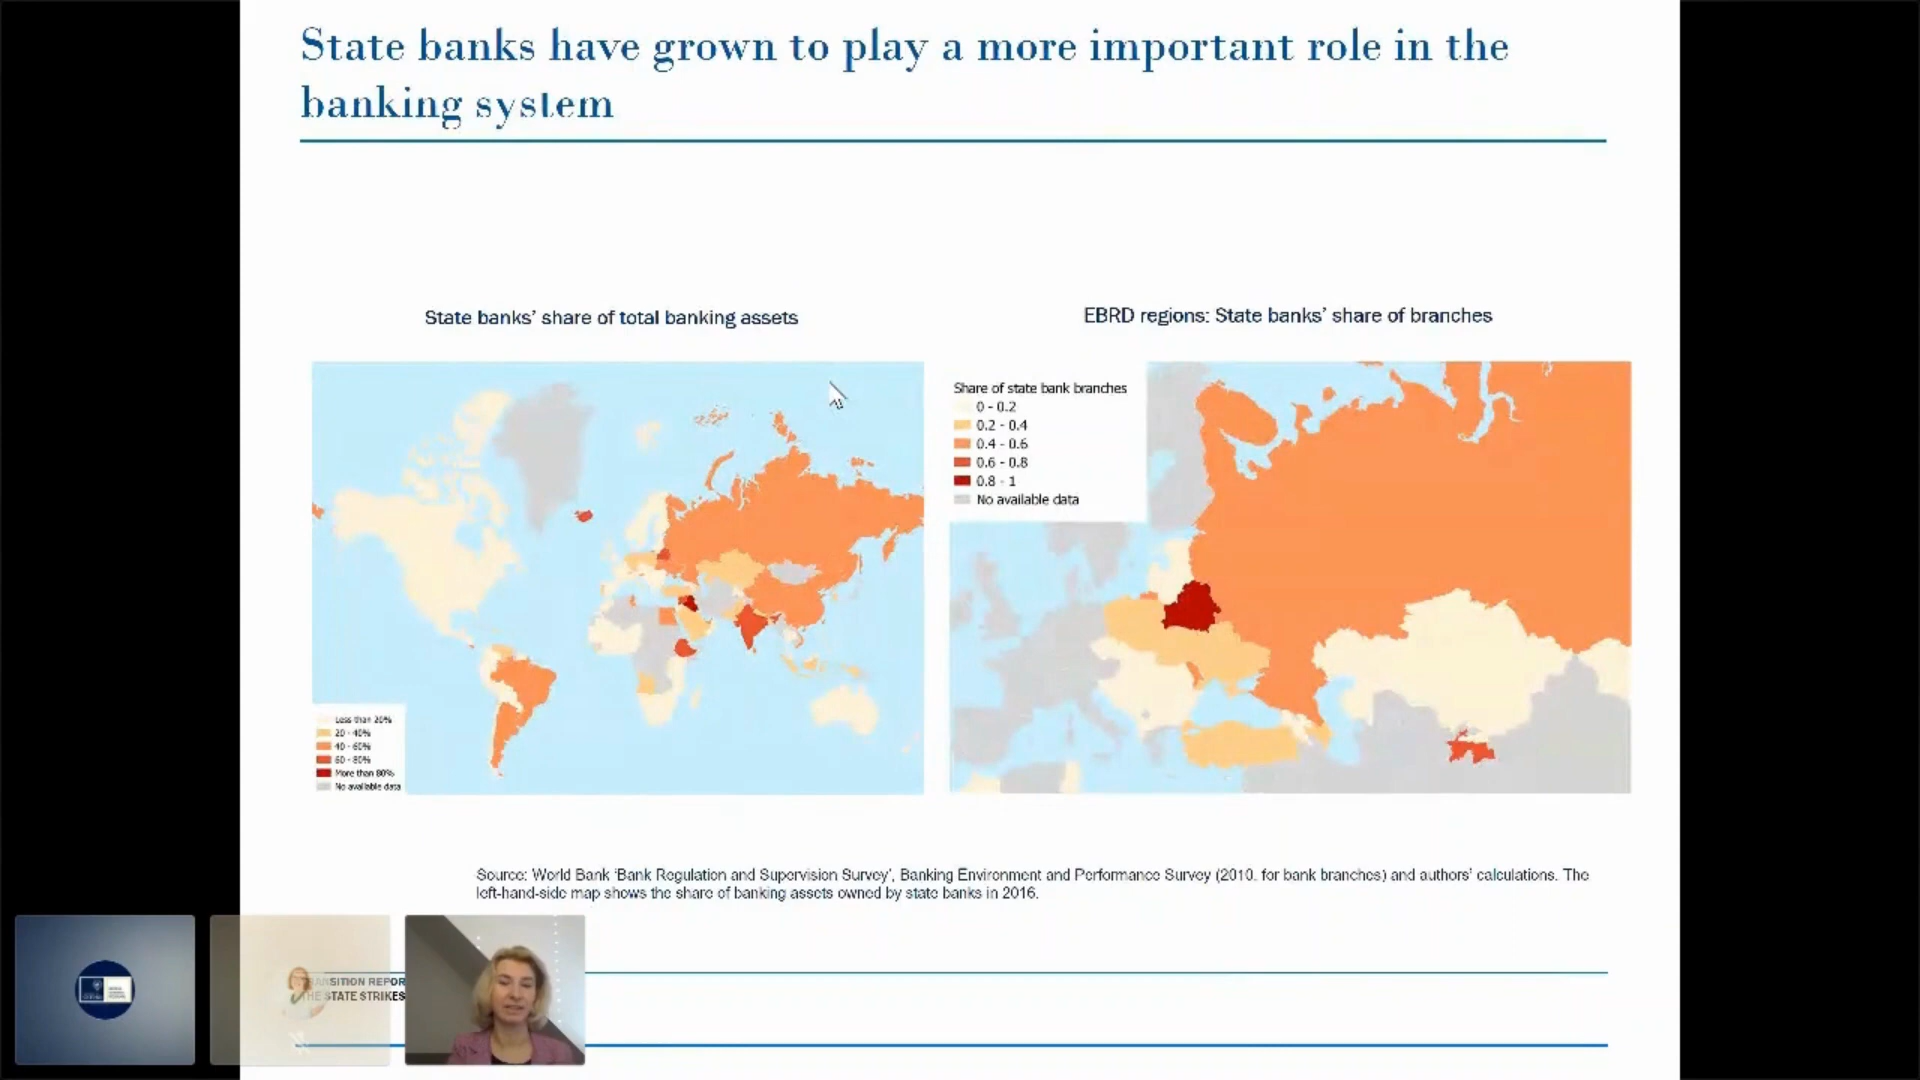 State banks have grown to play a more important role in the
banking system
State banks' share of total banking assets
EBRD regions: State banks' share of branches
Less than 20%
20 - 40%
40 - 60%
60 - 80%
More than 80%
No available data
Share of state bank branches
0 - 0.2
0.2 - 0.4
0.4 - 0.6
0.6 - 0.8
0.8 - 1
No available data
Source: World Bank 'Bank Regulation and Supervision Survey', Banking Environment and Performance Survey (2010. for bank branches) and authors' calculations. The
left-hand-side map shows the share of banking assets owned by state banks in 2016.
STATE STRIKES